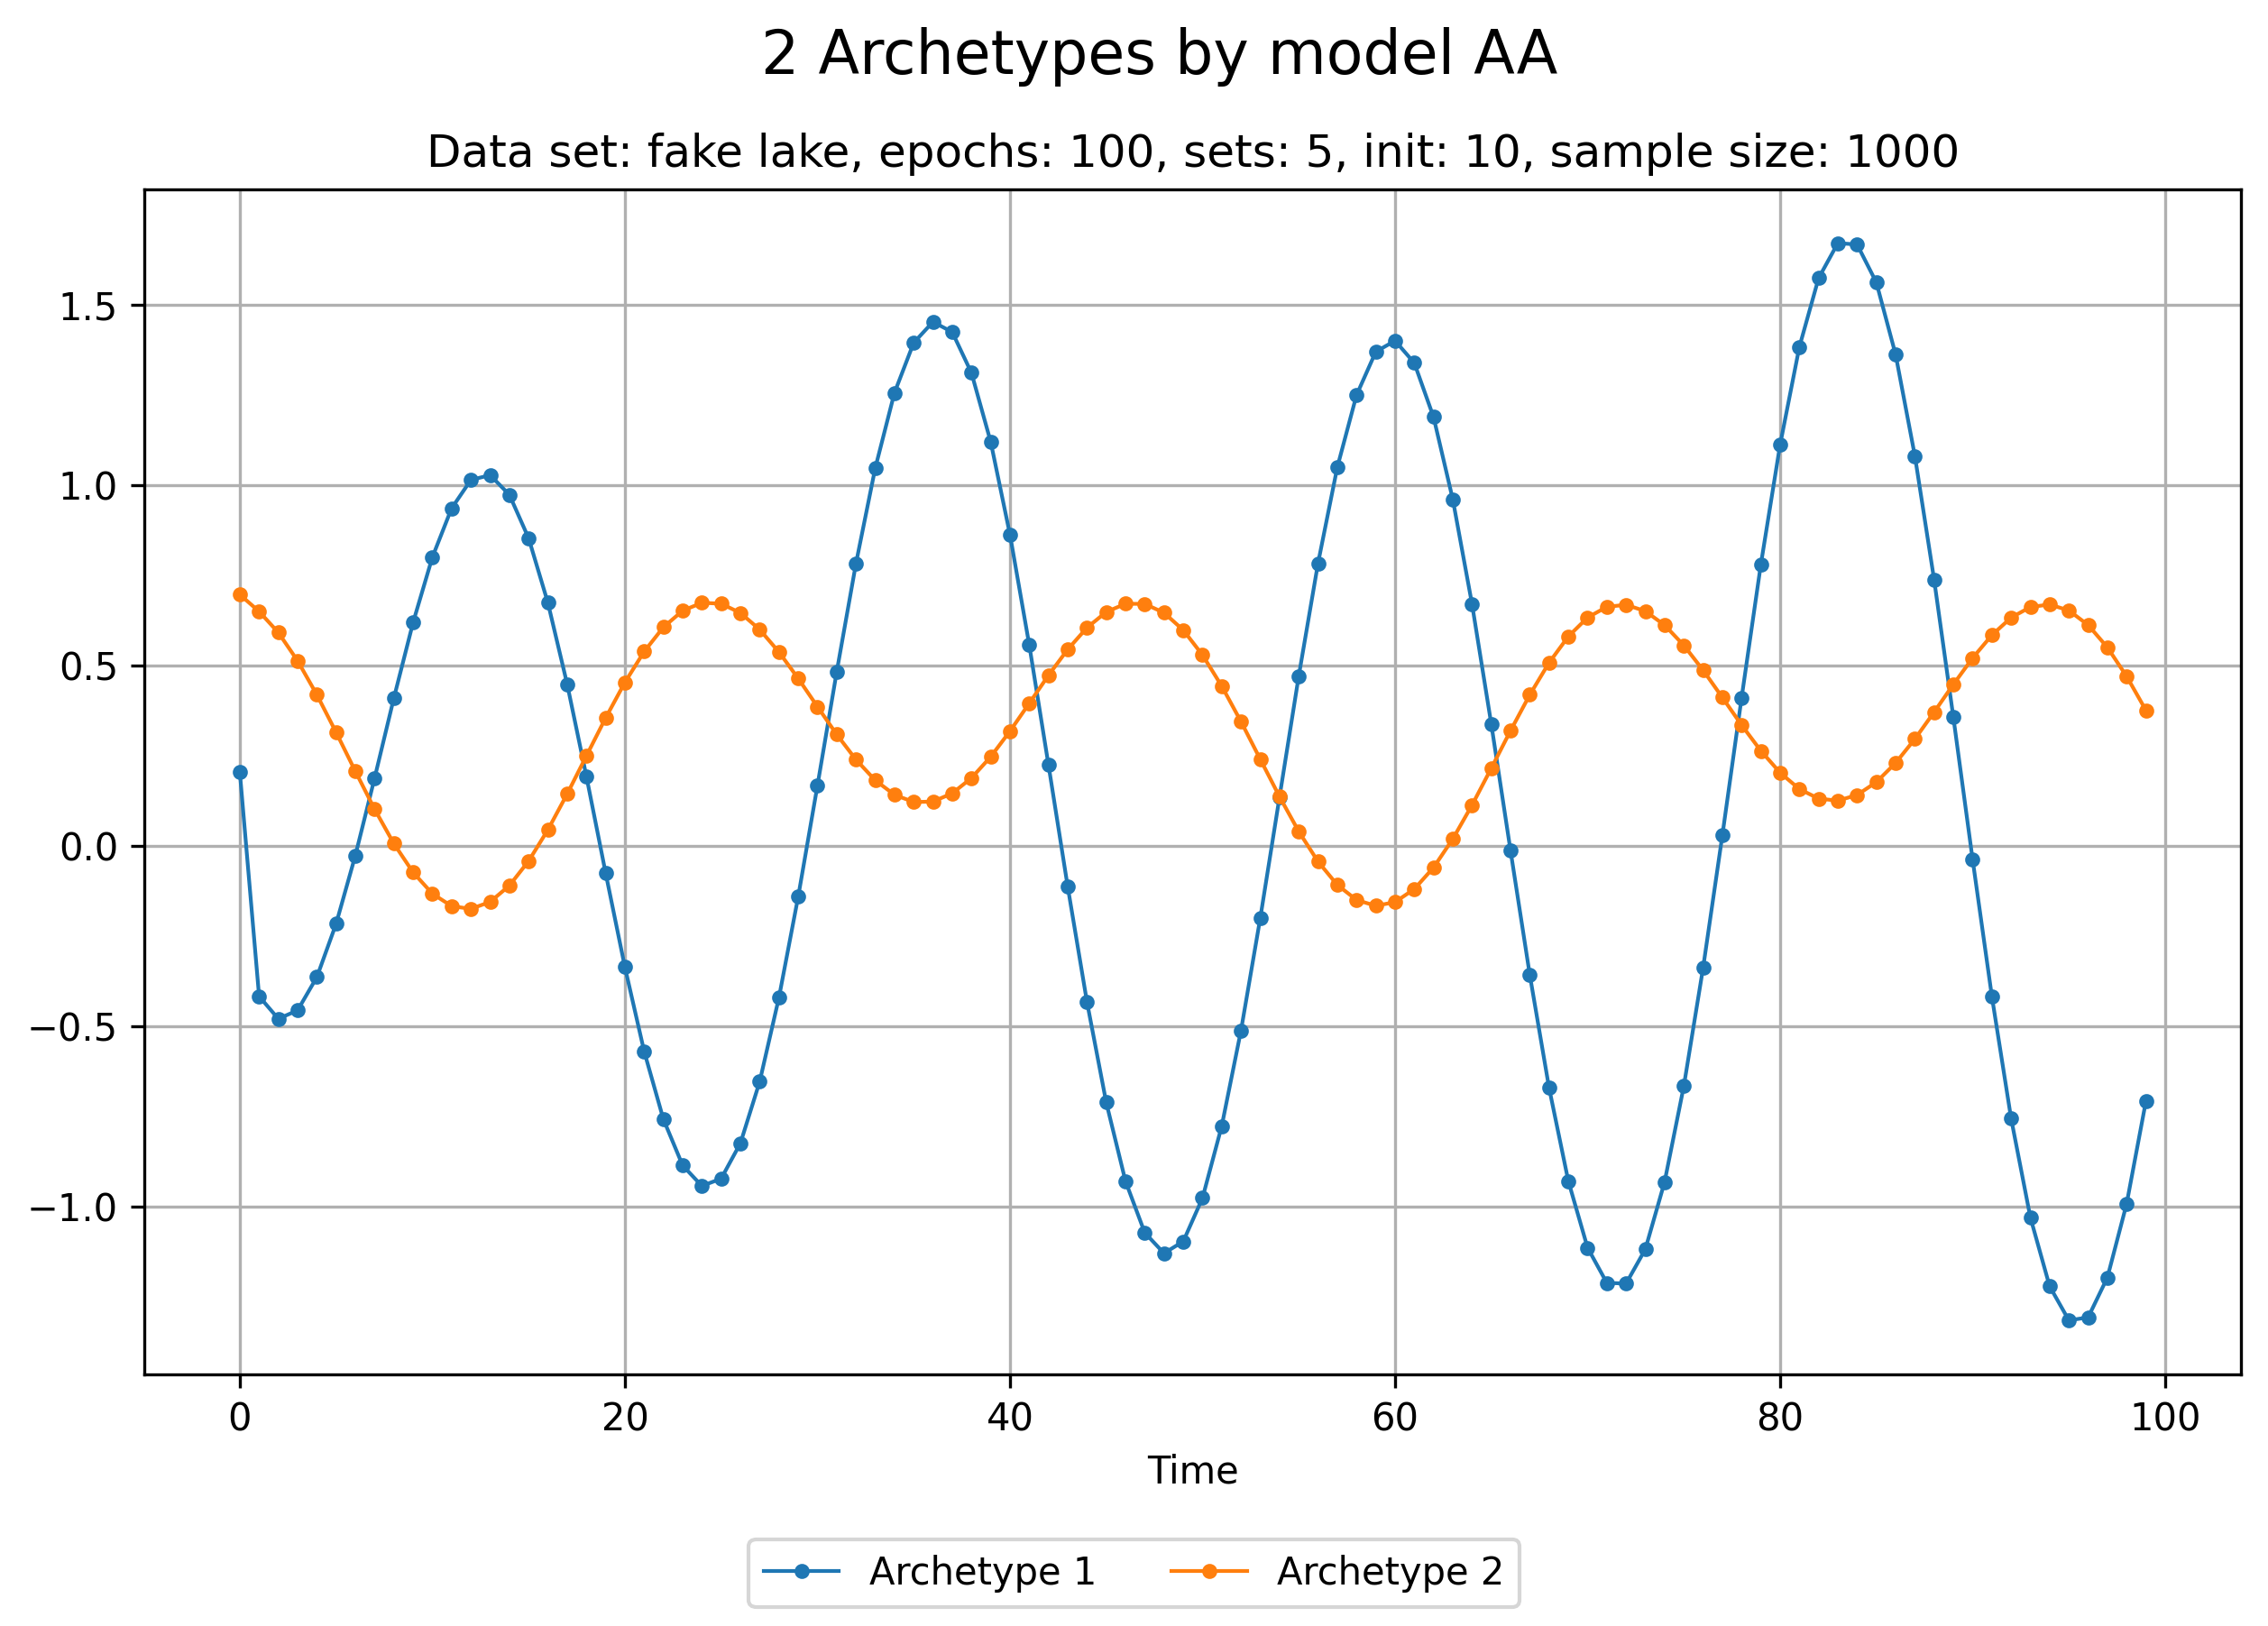 2 Archetypes by model AA
Data set: fake lake, epochs: 100, sets: 5, init: 10, sample size: 1000
1.5
1.0
0.5
0.0
−0.5
−1.0
0 20 40 60 80 100
Time
Archetype 1 Archetype 2